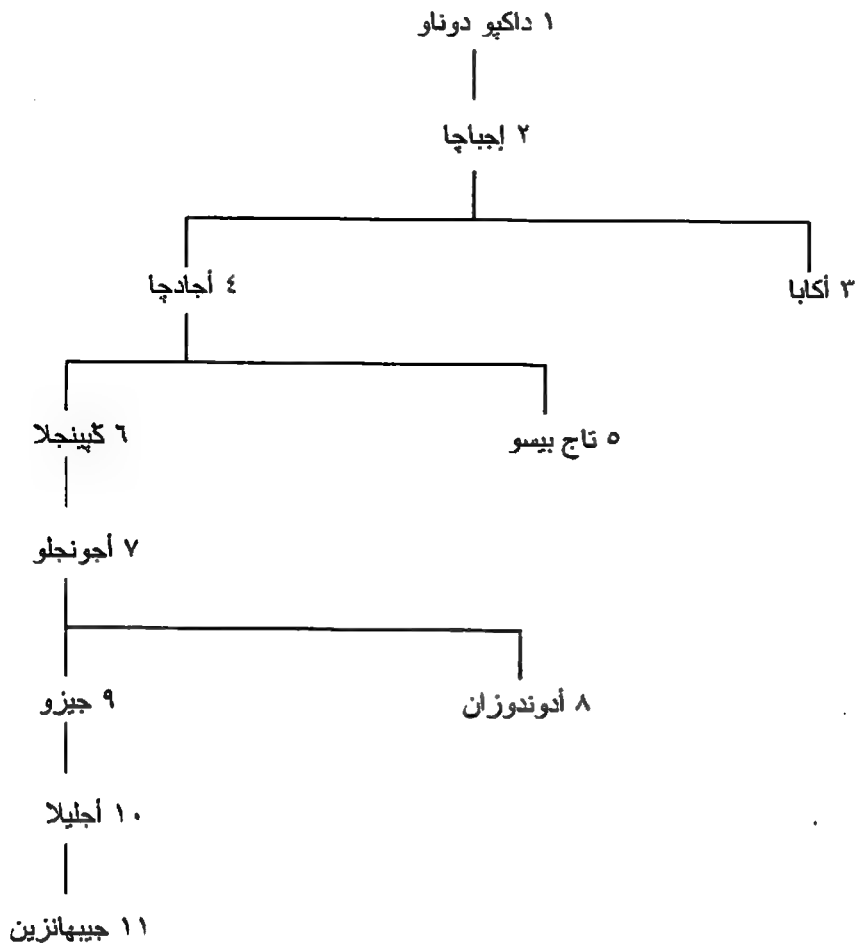 ١ داكپو دوناو
٢ إجباچا
٣ أكابا
٤ أجادچا
٥ تاج بيسو
٦ كپينجلا
٧ أجونجلو
٨ أدوندوزان
٩ جيزو
١٠ أجليلا
١١ جيبهانزين